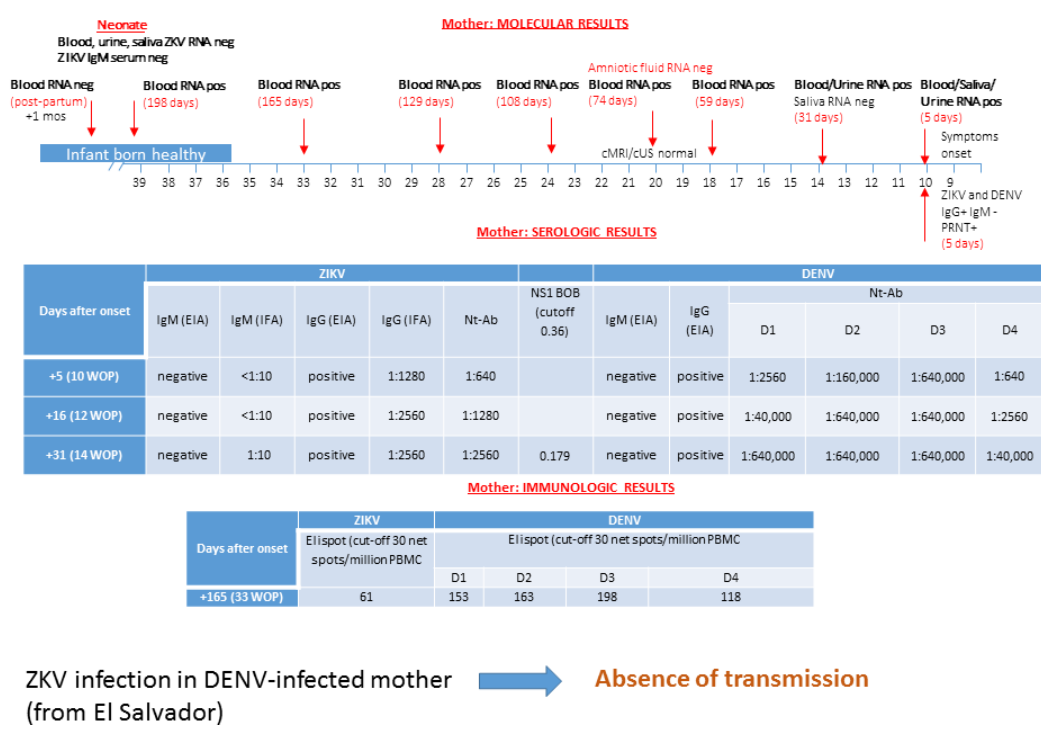 Neonate
Mother: MOLECULAR RESULTS
Blood, urine, saliva ZKV RNA neg
ZIKV IgM serum neg
Amniotic fluid RNA neg
Blood RNA neg
(post-partum)
+1 mos
Blood RNA pos
(198 days)
Blood RNA pos
(165 days)
Blood RNA pos
(129 days)
Blood RNA pos
(108 days)
Blood RNA pos
(74 days)
Blood RNA pos
(59 days)
Blood/Urine RNA pos
Saliva RNA neg
(31 days)
Blood/Saliva/
Urine RNA pos
(5 days)
Symptoms
onset
Infant born healthy
cMRI/cUS normal
39 38 37 36 35 34 33 32 31 30 29 28 27 26 25 24 23 22 21 20 19 18 17 16 15 14 13 12 11 10 9
ZIKV and DENV
IgG+ IgM -
PRNT+
(5 days)
Mother: SEROLOGIC RESULTS
ZIKV DENV
Days after onset IgM (EIA) IgM (IFA) IgG (EIA) IgG (IFA) Nt-Ab NS1 BOB (cutoff 0.36) IgM (EIA) IgG (EIA) Nt-Ab
D1 D2 D3 D4
+5 (10 WOP) negative <1:10 positive 1:1280 1:640 negative positive 1:2560 1:160,000 1:640,000 1:640
+16 (12 WOP) negative <1:10 positive 1:2560 1:1280 negative positive 1:40,000 1:640,000 1:640,000 1:2560
+31 (14 WOP) negative 1:10 positive 1:2560 1:2560 0.179 negative positive 1:640,000 1:640,000 1:640,000 1:40,000
Mother: IMMUNOLOGIC RESULTS
ZIKV DENV
Days after onset Elispot (cut-off 30 net spots/million PBMC Elispot (cut-off 30 net spots/million PBMC
D1 D2 D3 D4
+165 (33 WOP) 61 153 163 198 118
ZKV infection in DENV-infected mother
(from El Salvador)
Absence of transmission